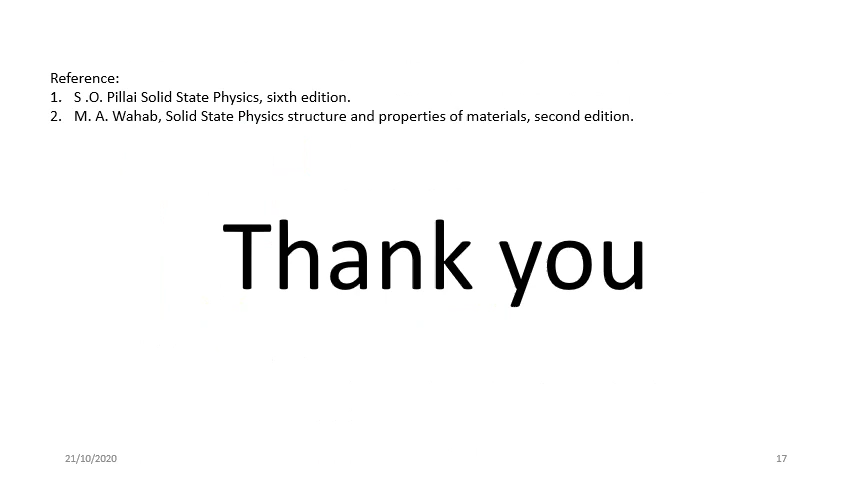 Reference:
1. S .O. Pillai Solid State Physics, sixth edition.
2. M. A. Wahab, Solid State Physics structure and properties of materials, second edition.
Thank you
21/10/2020
17